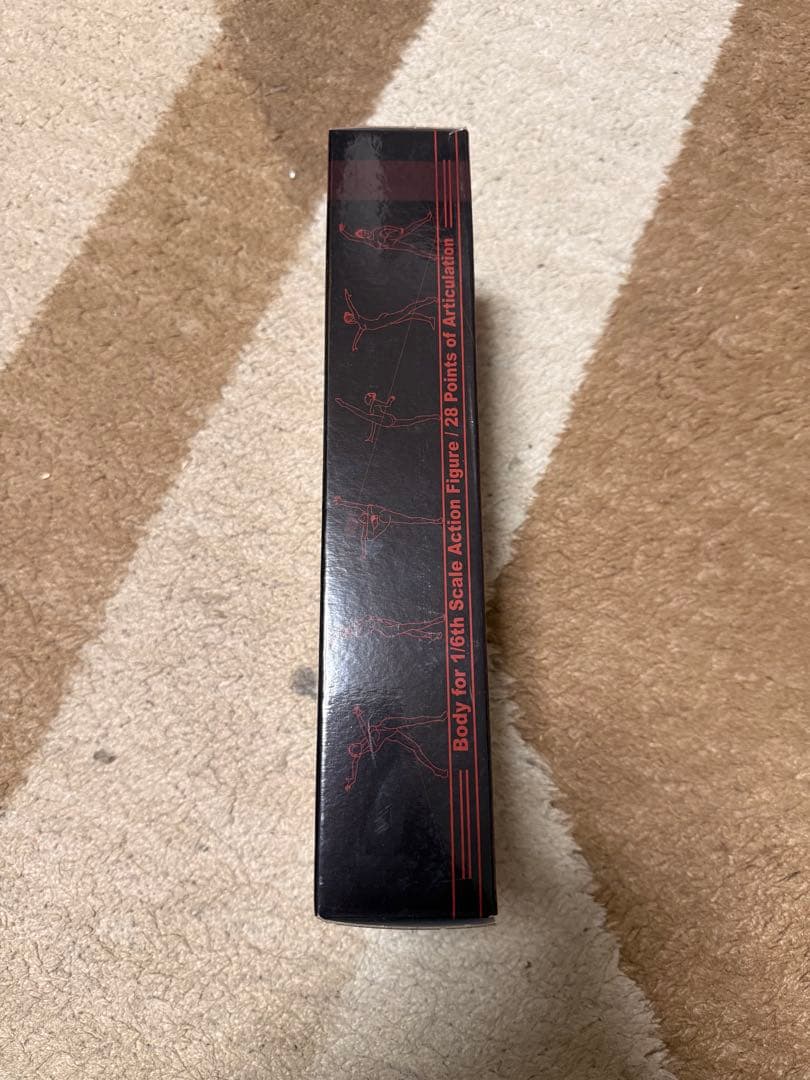 Body for 1/6th Scale Action Figure / 28 Points of Articulation